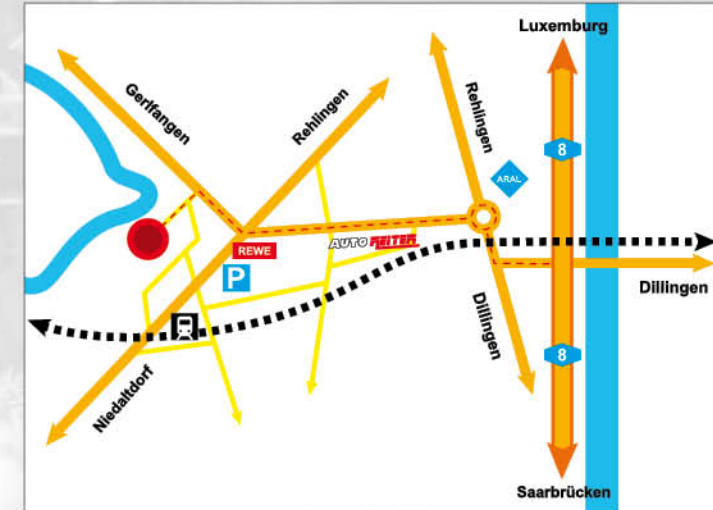 Luxemburg
Gerlfangen
Rehlingen
Rehlingen
8
ARAL
REWE
AUTO REITER
P
Dillingen
Dillingen
8
Niedaltdorf
Saarbrücken